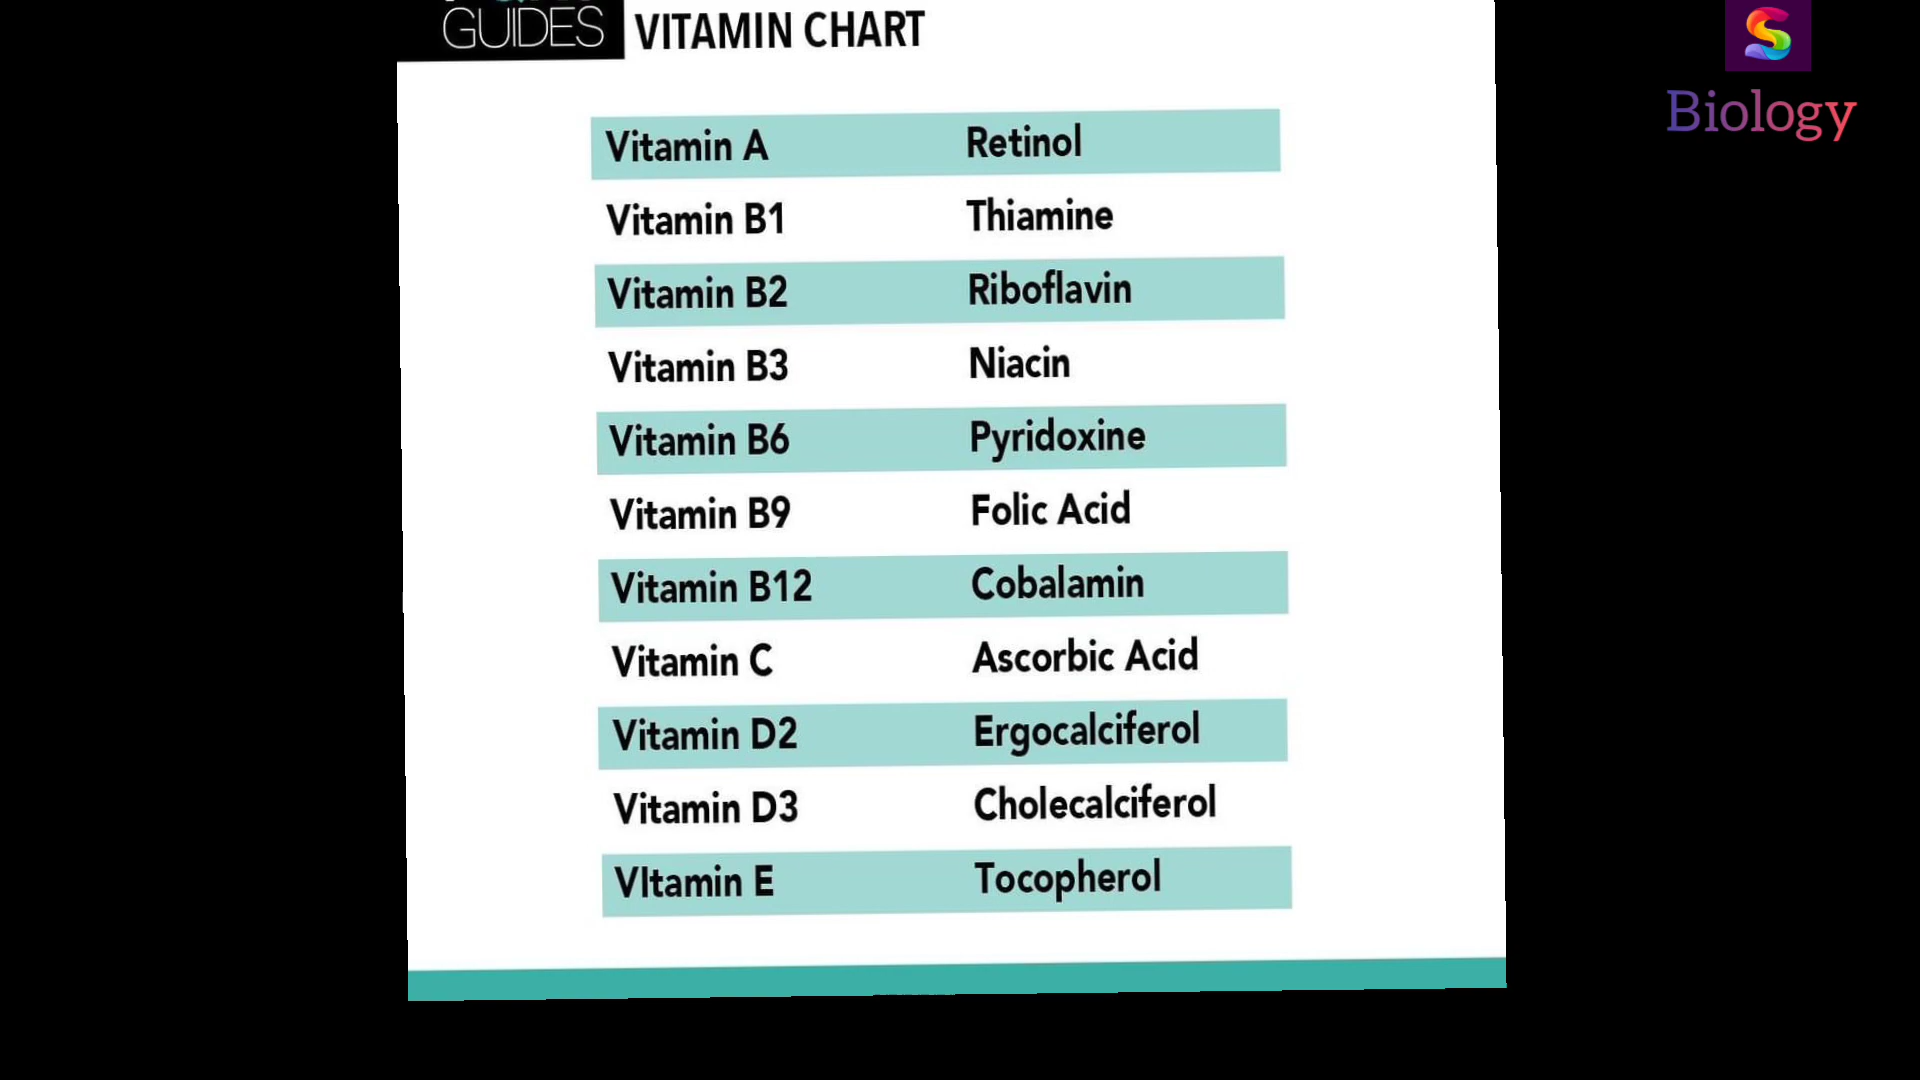 GUIDES
VITAMIN CHART
Biology
Vitamin A Retinol
Vitamin B1 Thiamine
Vitamin B2 Riboflavin
Vitamin B3 Niacin
Vitamin B6 Pyridoxine
Vitamin B9 Folic Acid
Vitamin B12 Cobalamin
Vitamin C Ascorbic Acid
Vitamin D2 Ergocalciferol
Vitamin D3 Cholecalciferol
VItamin E Tocopherol